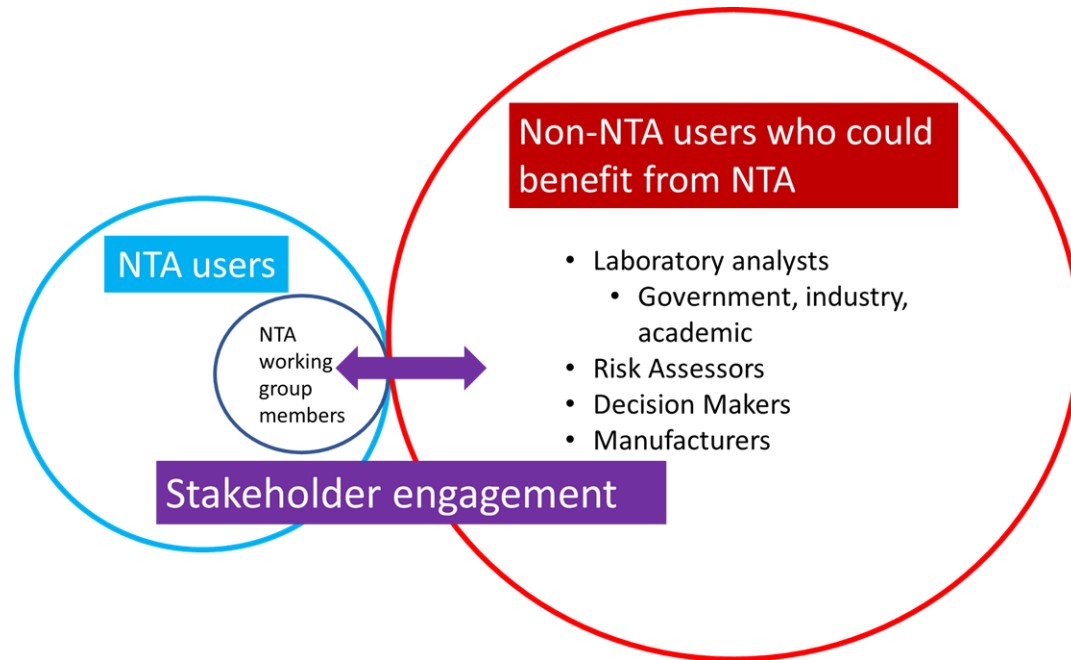 Non-NTA users who could
benefit from NTA
NTA users
NTA
working
group
members
• Laboratory analysts
• Government, industry,
academic
• Risk Assessors
• Decision Makers
• Manufacturers
Stakeholder engagement